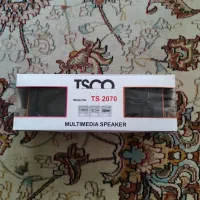 TSCO
Model No: TS 2070
MULTIMEDIA SPEAKER